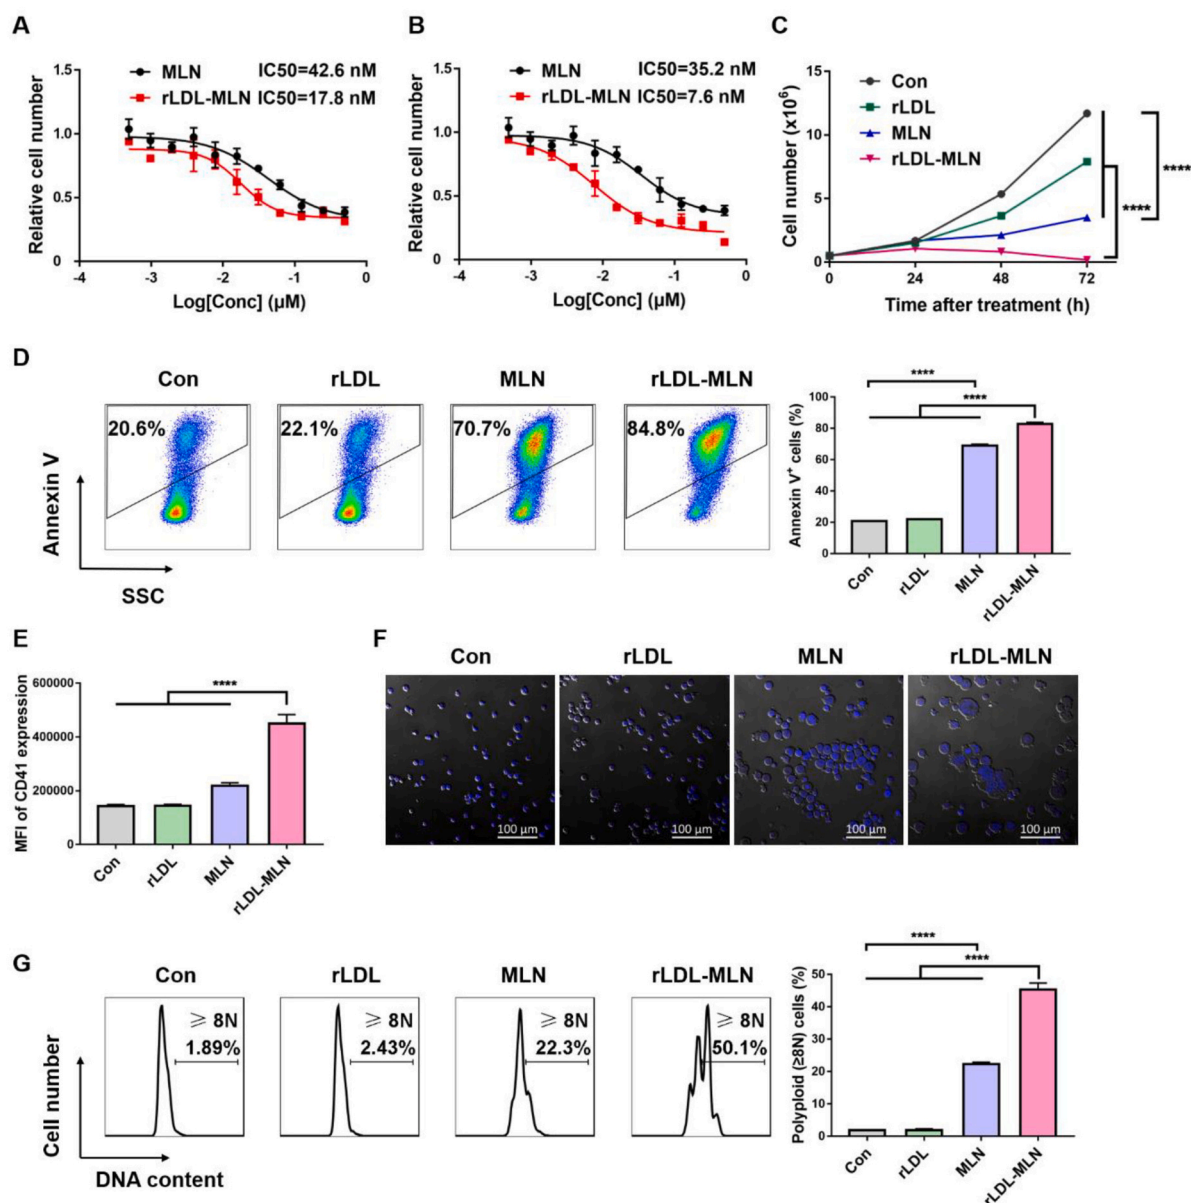 A
B
C
MLN IC50=42.6 nM
rLDL-MLN IC50=17.8 nM
Relative cell number
1.5
1.0
0.5
0.0
-4 -3 -2 -1 0
Log[Conc] (μM)
MLN IC50=35.2 nM
rLDL-MLN IC50=7.6 nM
Relative cell number
1.5
1.0
0.5
0.0
-4 -3 -2 -1 0
Log[Conc] (μM)
Con
rLDL
MLN
rLDL-MLN
Cell number (x10⁶)
15
10
5
0
0 24 48 72
Time after treatment (h)
****
****
D
Con rLDL MLN rLDL-MLN
20.6% 22.1% 70.7% 84.8%
Annexin V
SSC
****
****
Annexin V⁺ cells (%)
100
80
60
40
20
0
Con rLDL MLN rLDL-MLN
E
****
MFI of CD41 expression
600000
400000
200000
0
Con rLDL MLN rLDL-MLN
F
Con rLDL MLN rLDL-MLN
100 μm 100 μm 100 μm 100 μm
G
Con rLDL MLN rLDL-MLN
⩾ 8N ⩾ 8N ⩾ 8N ⩾ 8N
1.89% 2.43% 22.3% 50.1%
Cell number
DNA content
****
****
Polyploid (≥8N) cells (%)
50
40
30
20
10
0
Con rLDL MLN rLDL-MLN